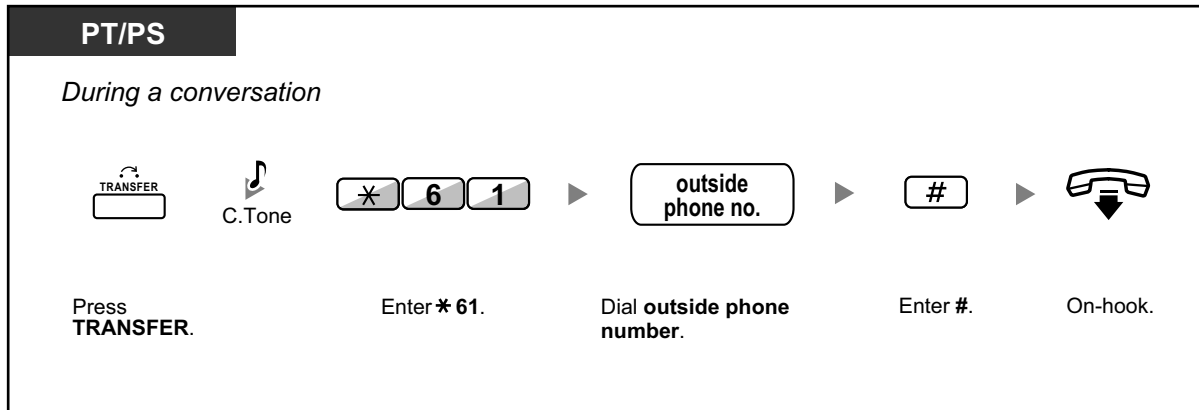 PT/PS
During a conversation
TRANSFER
C.Tone
* 6 1
outside
phone no.
#
Press
TRANSFER.
Enter * 61.
Dial outside phone
number.
Enter #.
On-hook.